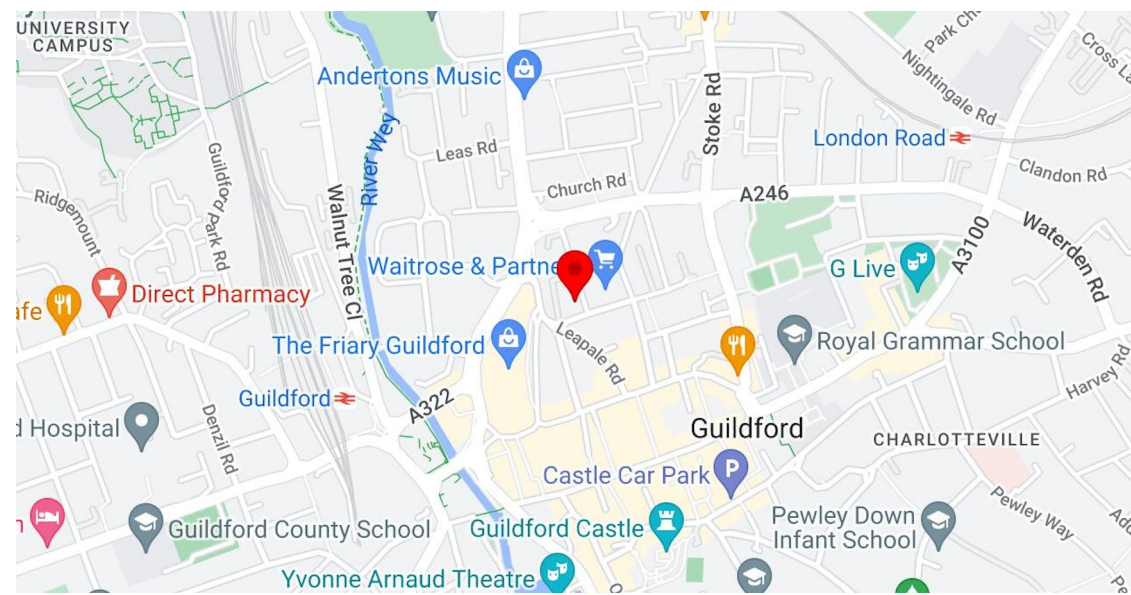 UNIVERSITY
CAMPUS
Andertons Music
Park
Cross
Nightingale Rd
Stoke Rd
London Road
River Wey
Leas Rd
Guildford Park Rd
Church Rd
Clandon Rd
Ridgemount
Walnut Tree Cl
A246
A3100
Waterden Rd
Waitrose & Partne
G Live
Direct Pharmacy
afe
The Friary Guildford
Leapale Rd
Royal Grammar School
Harvey Rd
Guildford
A322
d Hospital
Denzil Rd
Guildford
CHARLOTTEVILLE
Castle Car Park
P
Pewley Way
Guildford County School
Guildford Castle
Pewley Down
Infant School
Yvonne Arnaud Theatre